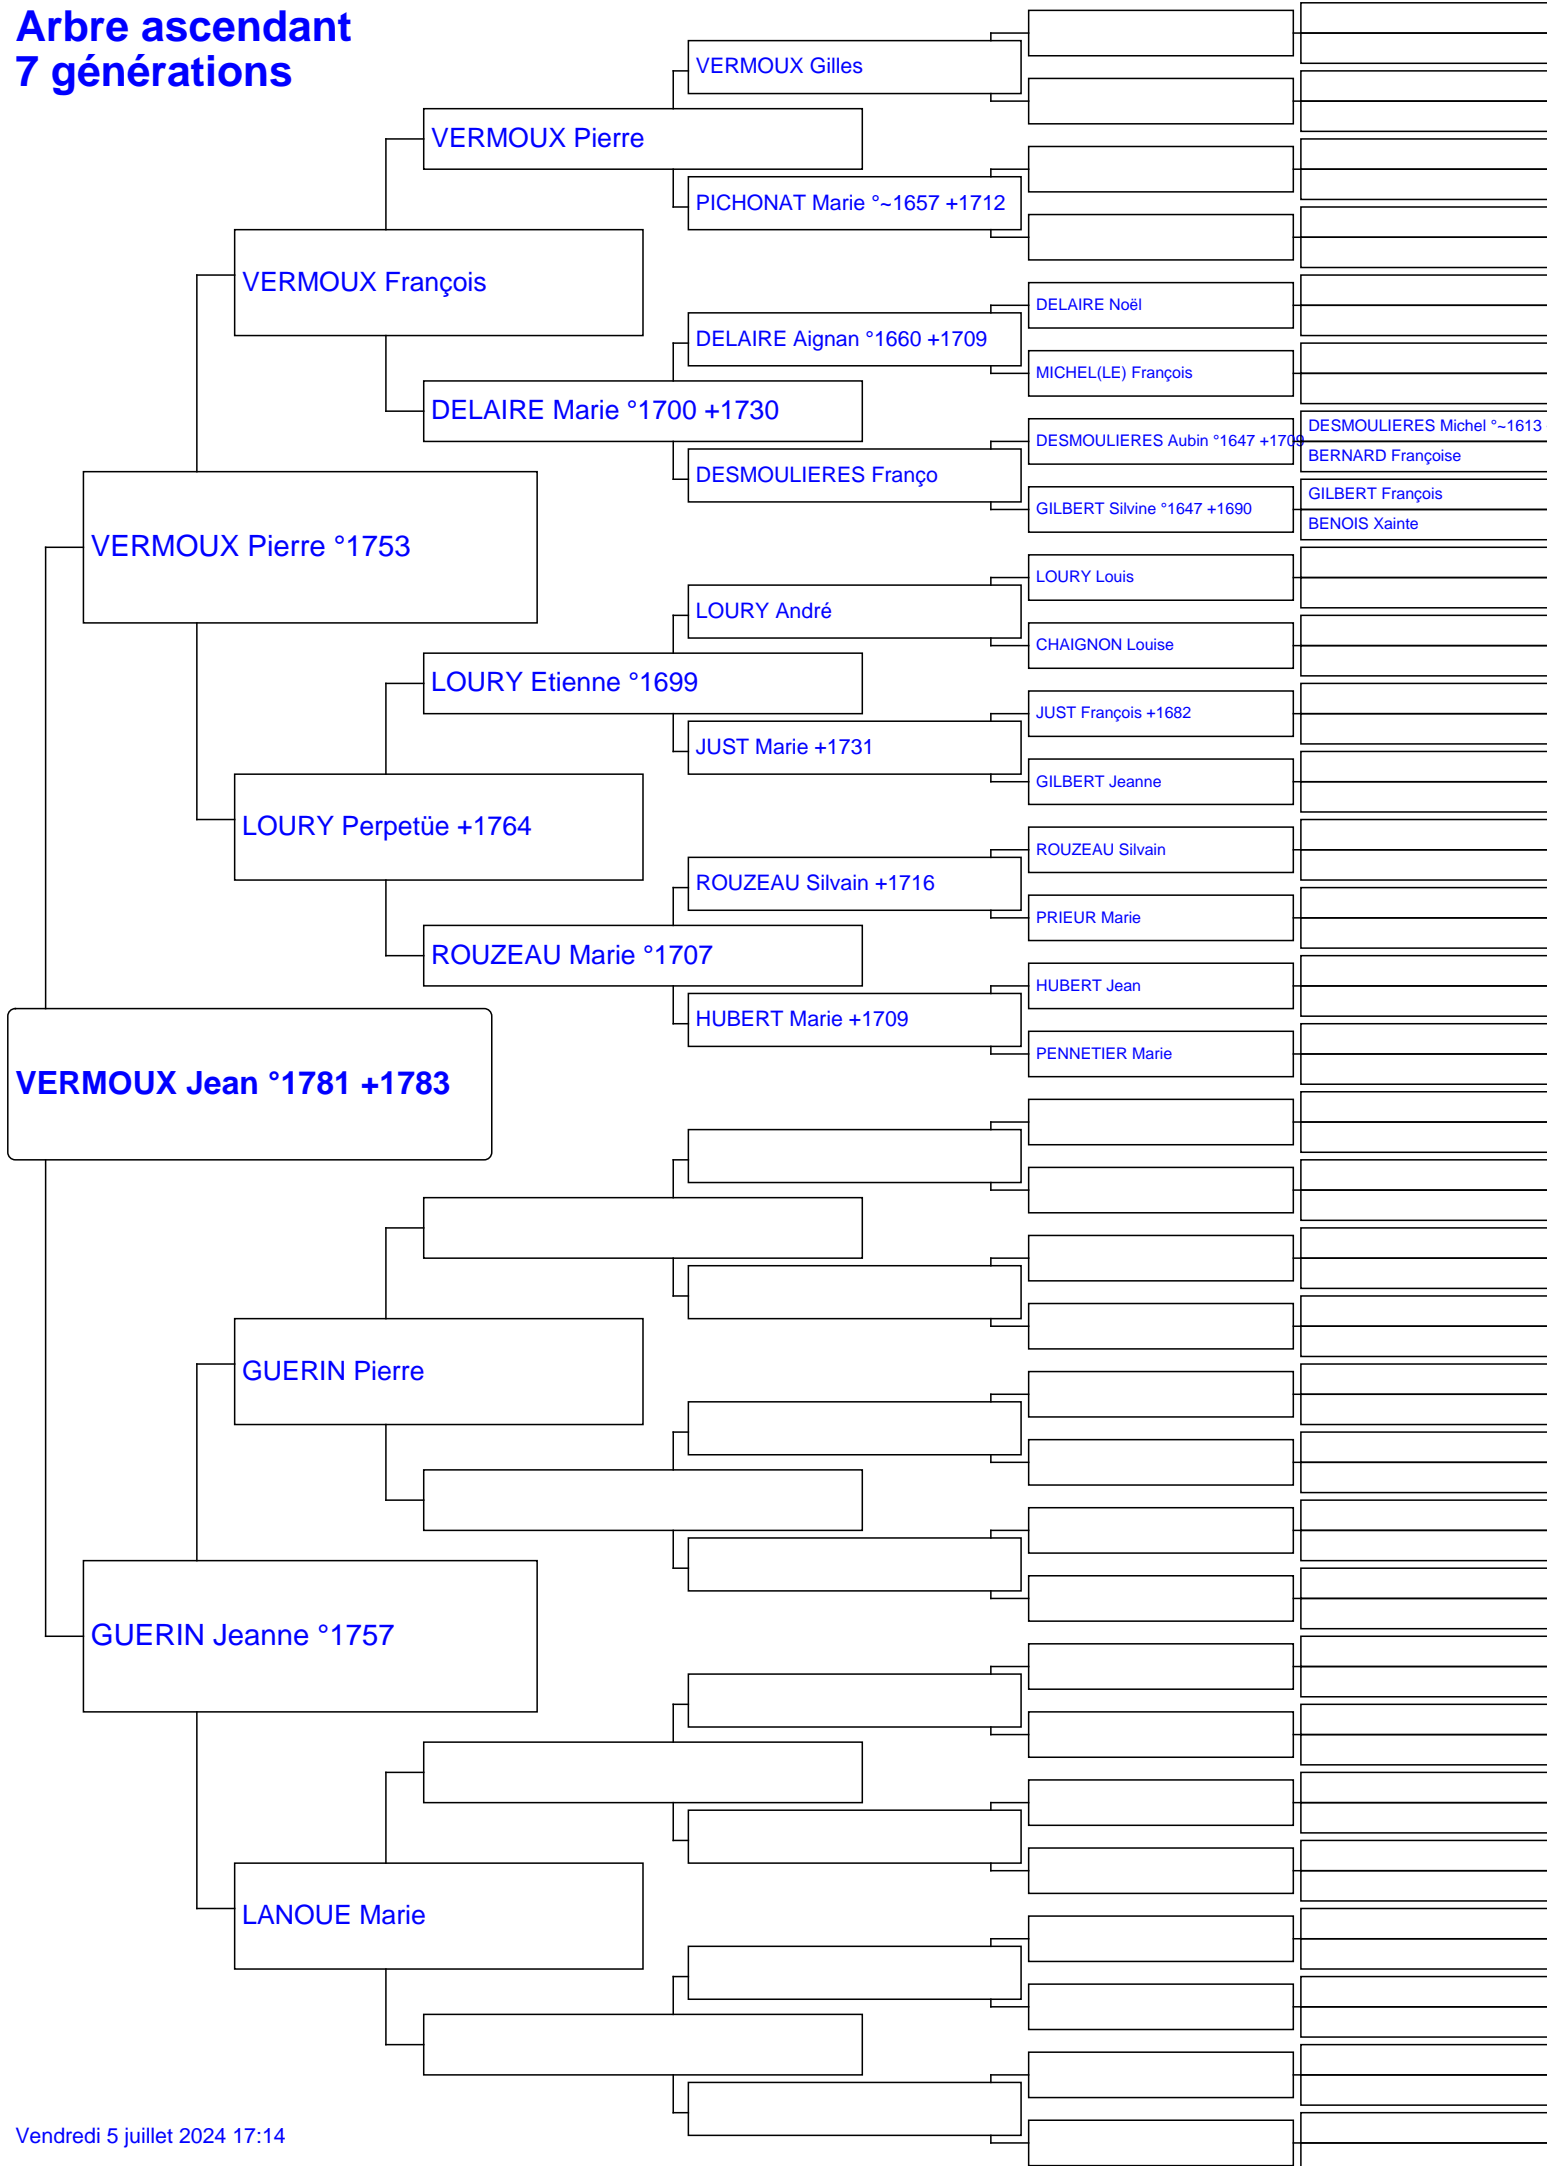 Arbre ascendant
7 générations
VERMOUX Gilles
VERMOUX Pierre
PICHONAT Marie °~1657 +1712
VERMOUX François
DELAIRE Noël
DELAIRE Aignan °1660 +1709
MICHEL(LE) François
DELAIRE Marie °1700 +1730
DESMOULIERES Michel °~1613
DESMOULIERES Aubin °1647 +1709
BERNARD Françoise
DESMOULIERES Franço
GILBERT François
GILBERT Silvine °1647 +1690
BENOIS Xainte
VERMOUX Pierre °1753
LOURY Louis
LOURY André
CHAIGNON Louise
LOURY Etienne °1699
JUST François +1682
JUST Marie +1731
GILBERT Jeanne
LOURY Perpetüe +1764
ROUZEAU Silvain
ROUZEAU Silvain +1716
PRIEUR Marie
ROUZEAU Marie °1707
HUBERT Jean
HUBERT Marie +1709
PENNETIER Marie
VERMOUX Jean °1781 +1783
GUERIN Pierre
GUERIN Jeanne °1757
LANOUE Marie
Vendredi 5 juillet 2024 17:14